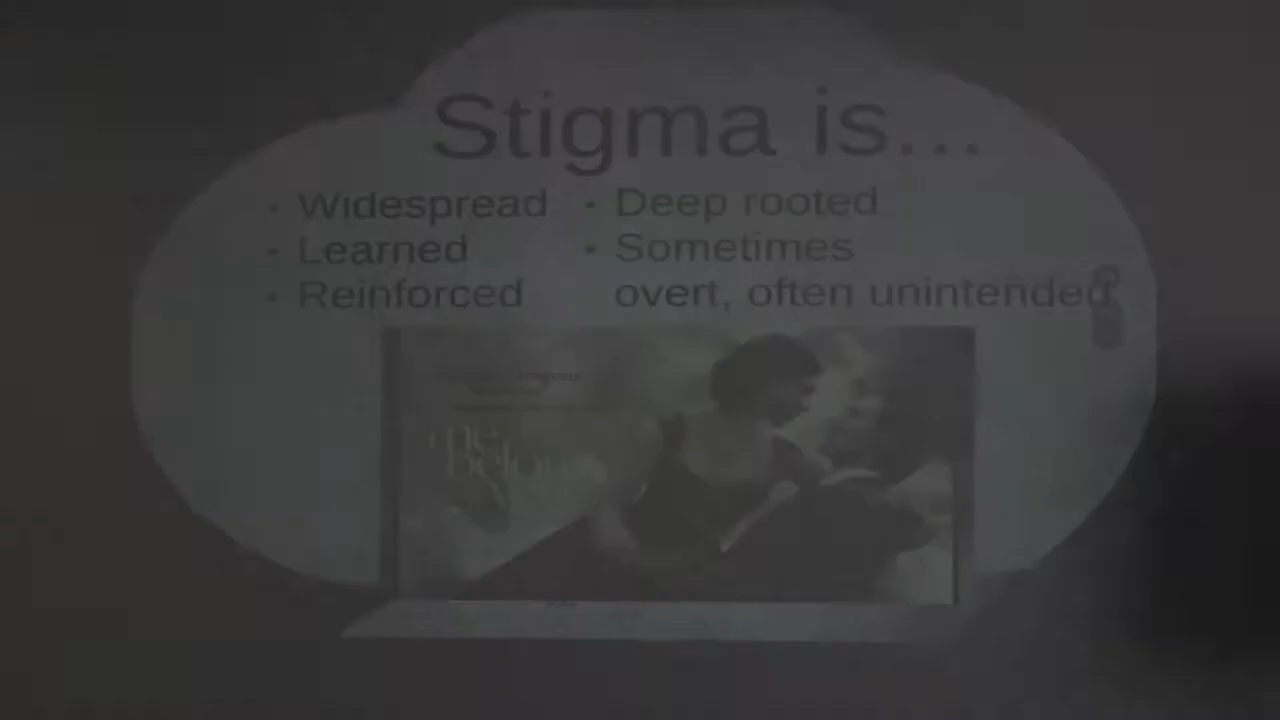 Stigma is...
• Widespread
• Learned
• Reinforced
• Deep rooted
• Sometimes
overt, often unintended